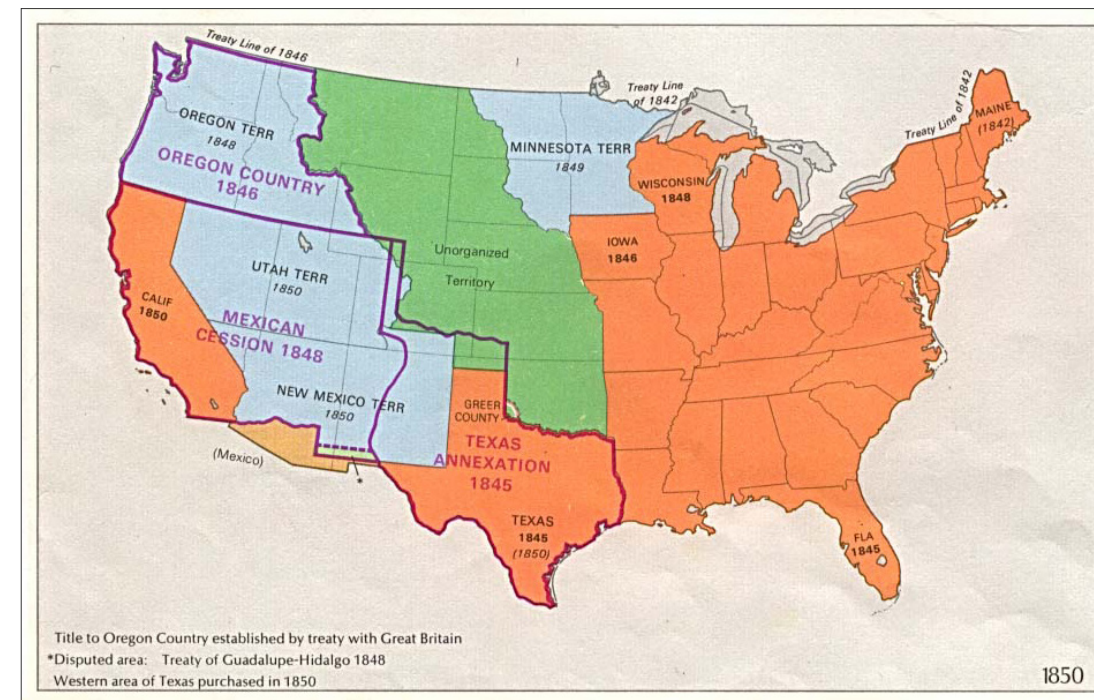 Treaty Line of 1846
OREGON TERR
1848
OREGON COUNTRY
1846
MINNESOTA TERR
1849
Treaty Line
of 1842
Treaty Line of 1842
MAINE
(1842)
WISCONSIN
1848
IOWA
1846
Unorganized
Territory
UTAH TERR
1850
CALIF
1850
MEXICAN
CESSION 1848
NEW MEXICO TERR
1850
GREER
COUNTY
TEXAS
ANNEXATION
1845
(Mexico)
*
TEXAS
1845
(1850)
FLA
1845
Title to Oregon Country established by treaty with Great Britain
*Disputed area: Treaty of Guadalupe-Hidalgo 1848
Western area of Texas purchased in 1850
1850